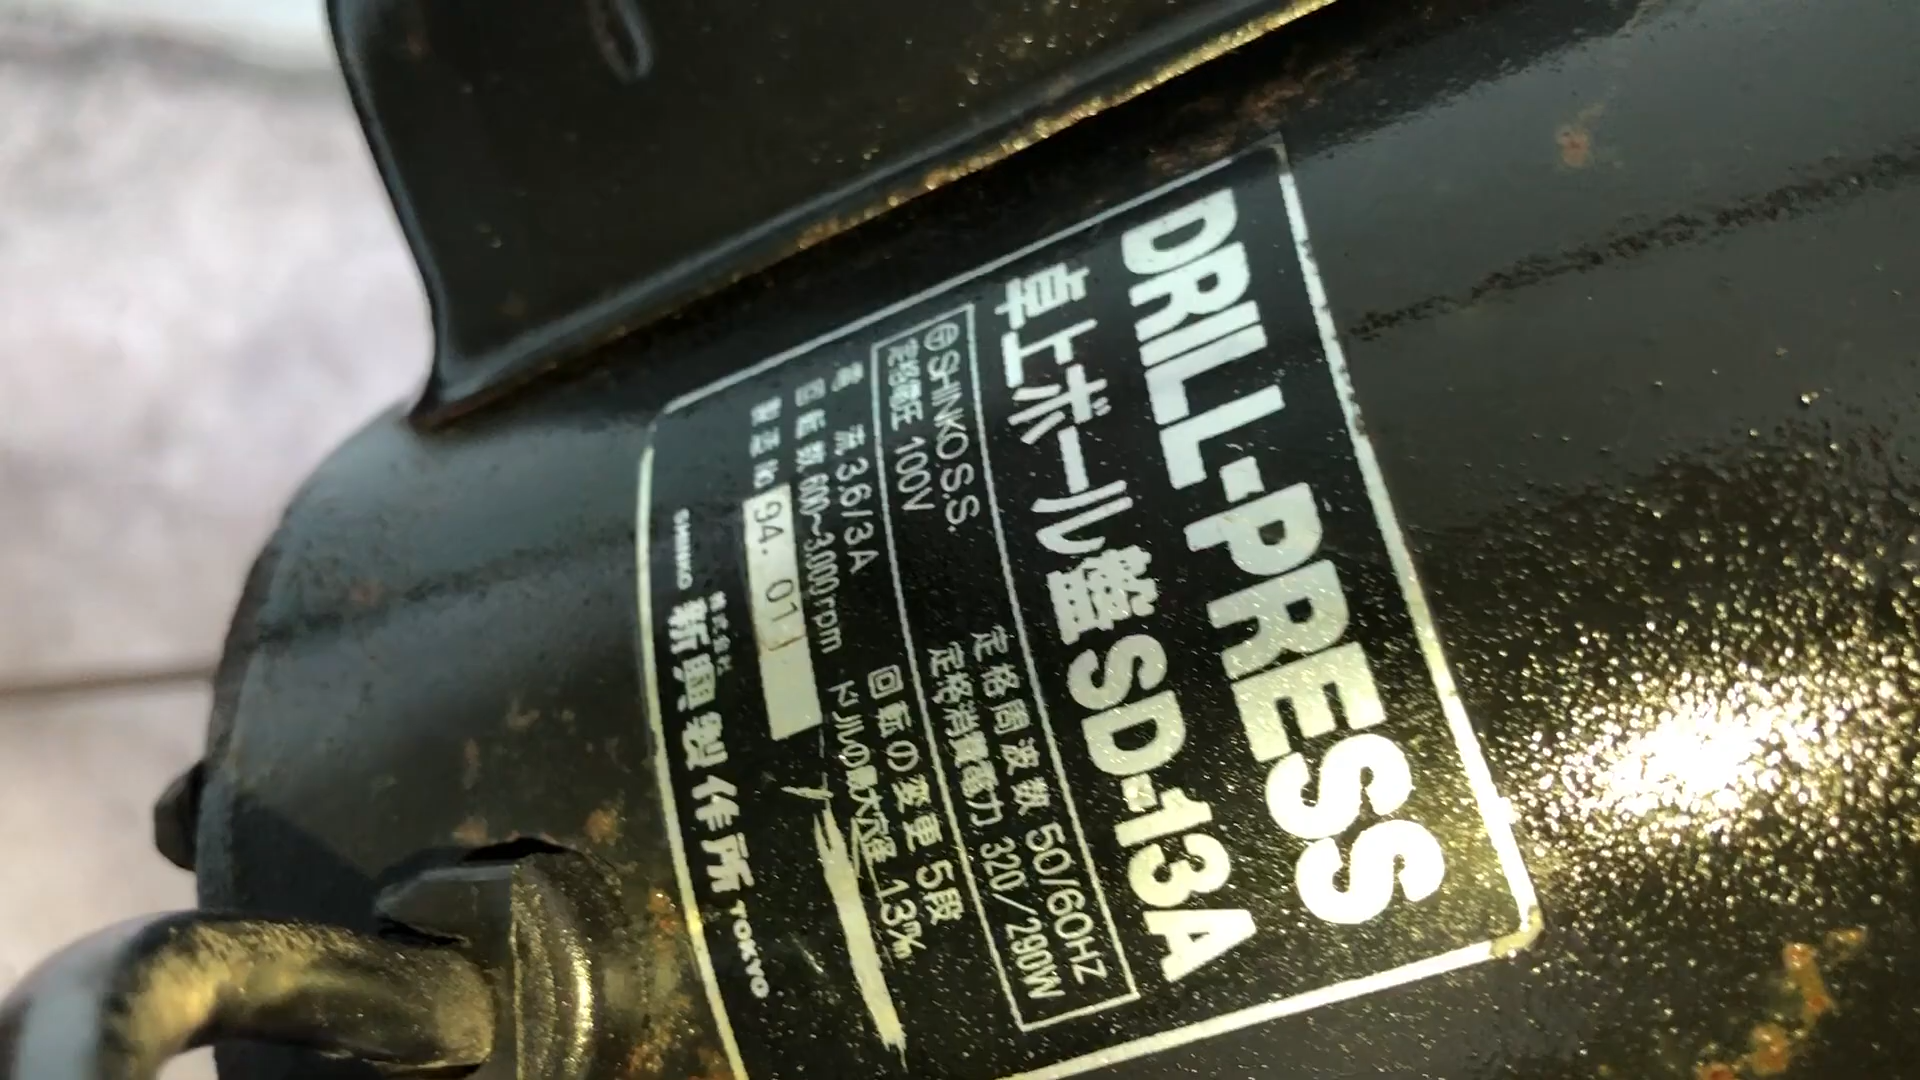 DRILL-PRESS
卓上ボール盤 SD-13A
SHINKO S.S. 定格周波数 50/60HZ
定格電圧 100V 定格消費電力 320/290W
電流 3.6/3A 回転の変更 5段
回転数 600~3,000rpm ドリルの最大穴径 13%
製造No 94. 01
株式会社
SHINKO 新興製作所 TOKYO